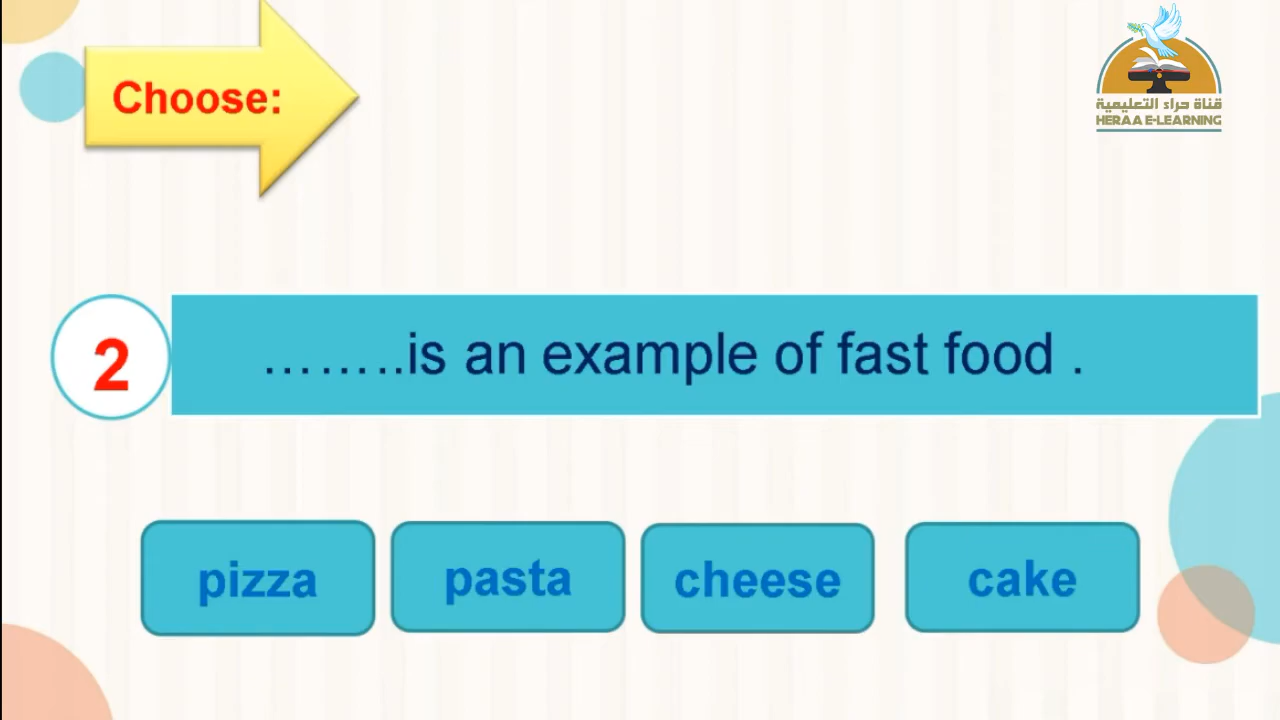 Choose:
قناة حراء التعليمية
HERAA E-LEARNING
2
........is an example of fast food .
pizza
pasta
cheese
cake